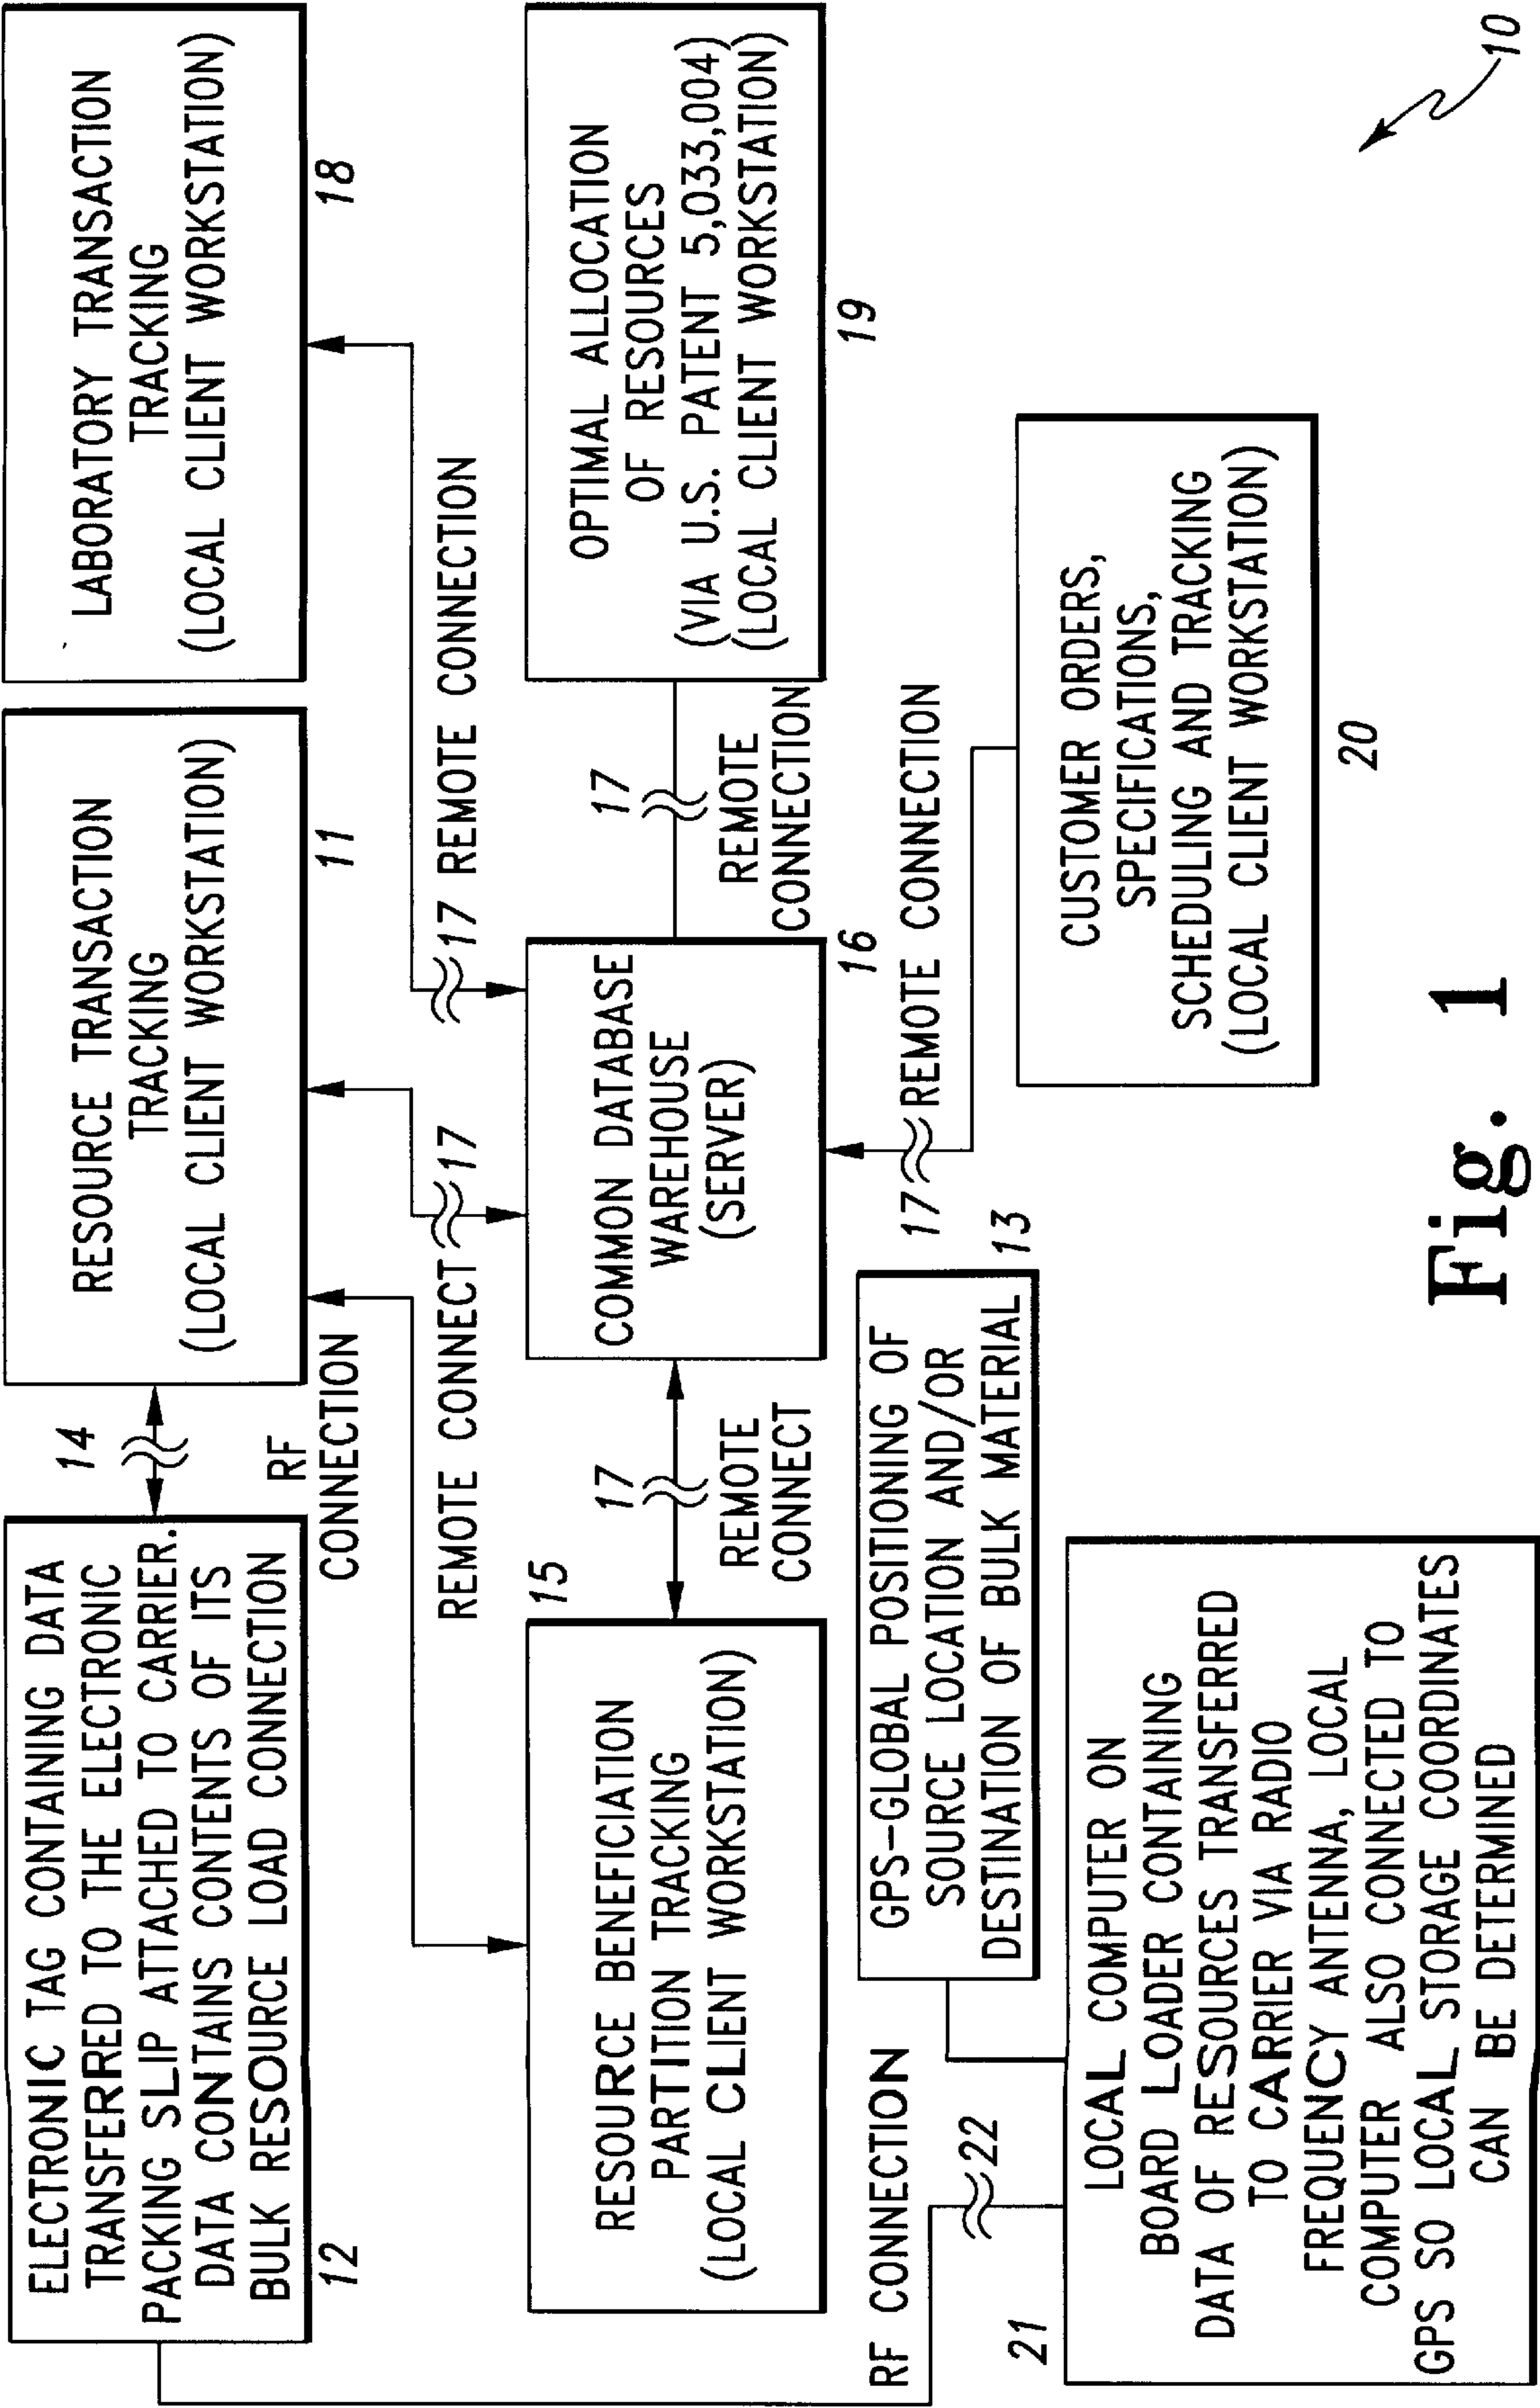 ELECTRONIC TAG CONTAINING DATA
TRANSFERRED TO THE ELECTRONIC
PACKING SLIP ATTACHED TO CARRIER.
DATA CONTAINS CONTENTS OF ITS
BULK RESOURCE LOAD CONNECTION
12
14
RF
CONNECTION
RESOURCE TRANSACTION
TRACKING
(LOCAL CLIENT WORKSTATION)
11
LABORATORY TRANSACTION
TRACKING
(LOCAL CLIENT WORKSTATION)
18
REMOTE CONNECT
17
17 REMOTE CONNECTION
15
RESOURCE BENEFICIATION
PARTITION TRACKING
(LOCAL CLIENT WORKSTATION)
17
REMOTE
CONNECT
COMMON DATABASE
WAREHOUSE
(SERVER)
16
17
REMOTE
CONNECTION
OPTIMAL ALLOCATION
OF RESOURCES
(VIA U.S. PATENT 5,033,004)
(LOCAL CLIENT WORKSTATION)
19
RF CONNECTION
22
GPS-GLOBAL POSITIONING OF
SOURCE LOCATION AND/OR
DESTINATION OF BULK MATERIAL
13
17 REMOTE CONNECTION
21
LOCAL COMPUTER ON
BOARD LOADER CONTAINING
DATA OF RESOURCES TRANSFERRED
TO CARRIER VIA RADIO
FREQUENCY ANTENNA, LOCAL
COMPUTER ALSO CONNECTED TO
GPS SO LOCAL STORAGE COORDINATES
CAN BE DETERMINED
CUSTOMER ORDERS,
SPECIFICATIONS,
SCHEDULING AND TRACKING
(LOCAL CLIENT WORKSTATION)
20
10
Fig. 1